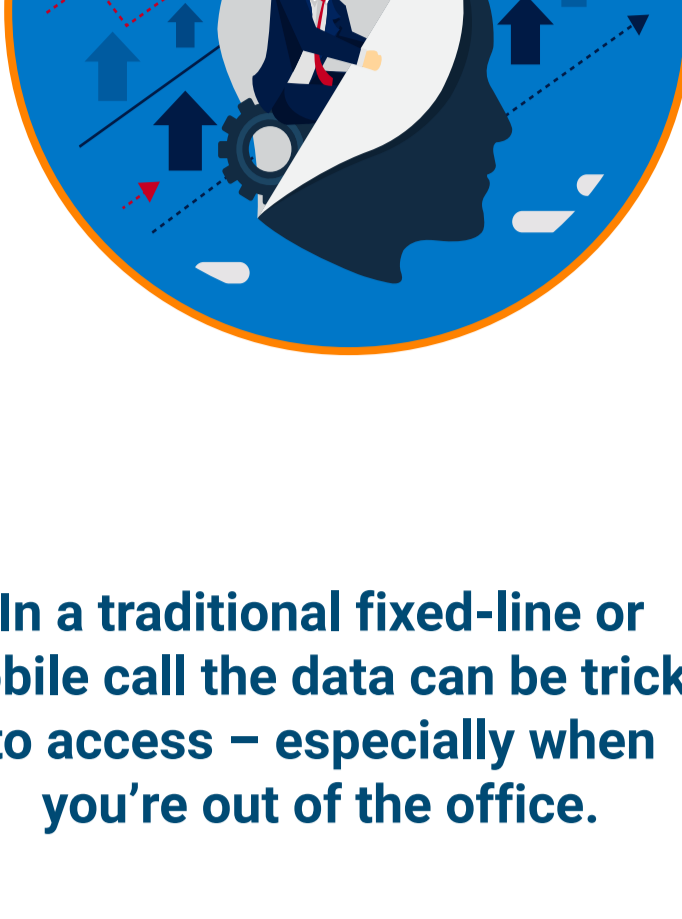 In a traditional fixed-line or
bile call the data can be trick
to access – especially when
you’re out of the office.